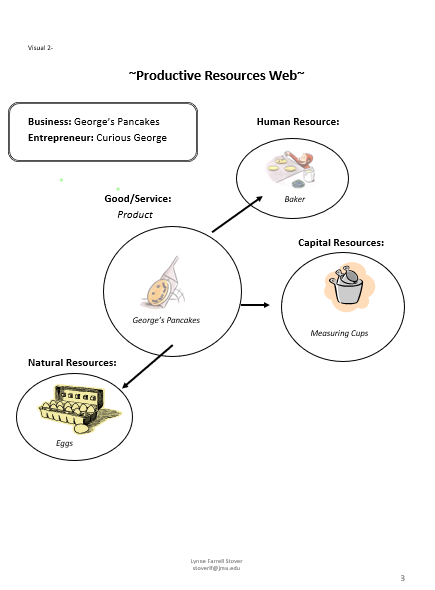 Visual 2-
~Productive Resources Web~
Business: George's Pancakes
Entrepreneur: Curious George
Human Resource:
Baker
Good/Service:
Product
George's Pancakes
Capital Resources:
Measuring Cups
Natural Resources:
Eggs
Lynne Farrell Stover
stoverlf@jmu.edu
3